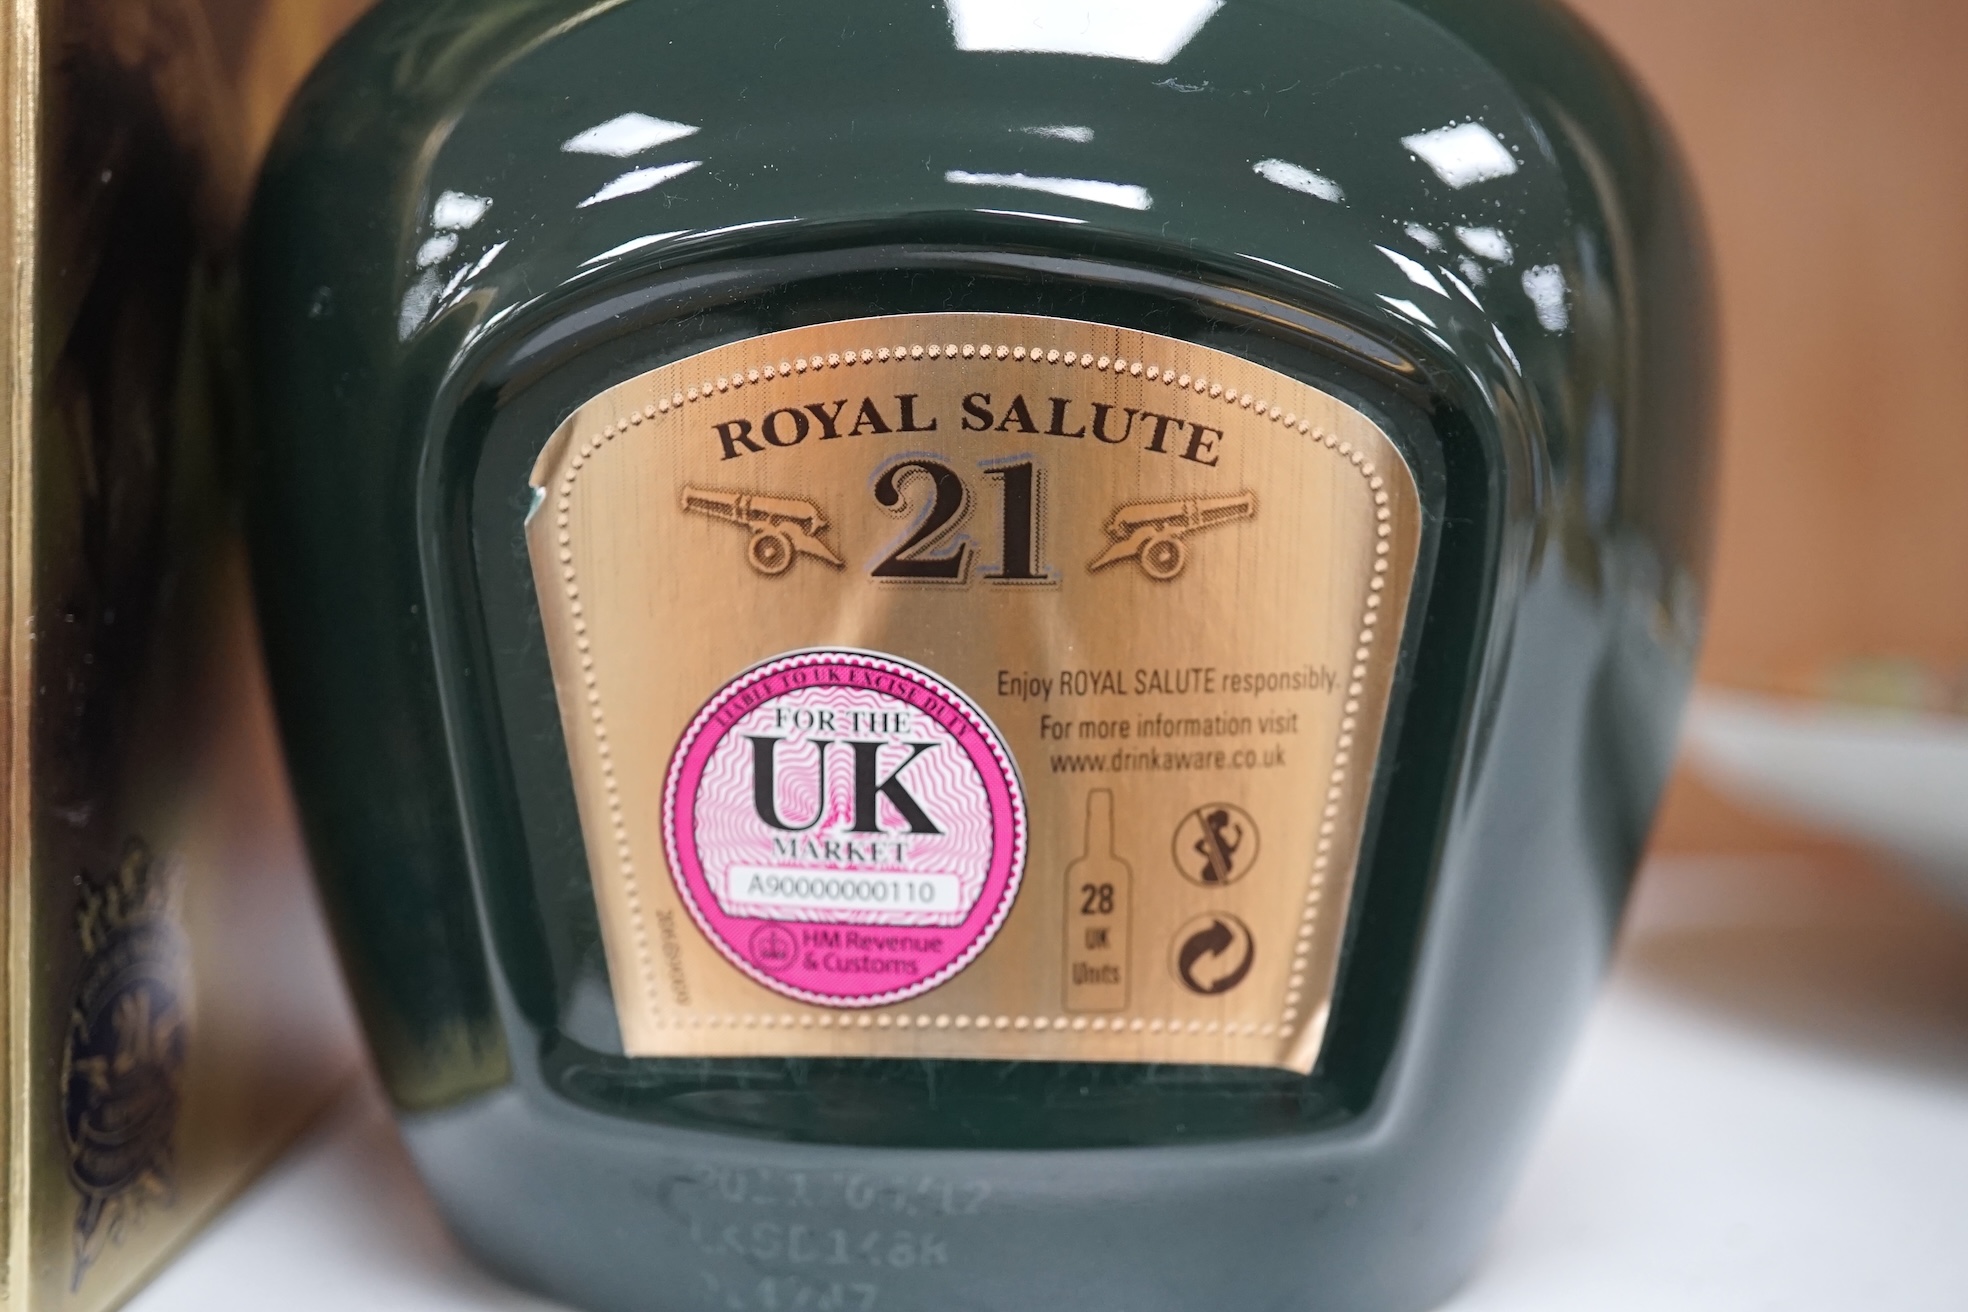 ROYAL SALUTE
21
LIABLE TO UK EXCISE DUTY
FOR THE
UK
MARKET
A90000000110
HM Revenue
& Customs
Enjoy ROYAL SALUTE responsibly.
For more information visit
www.drinkaware.co.uk
28
UK
Units